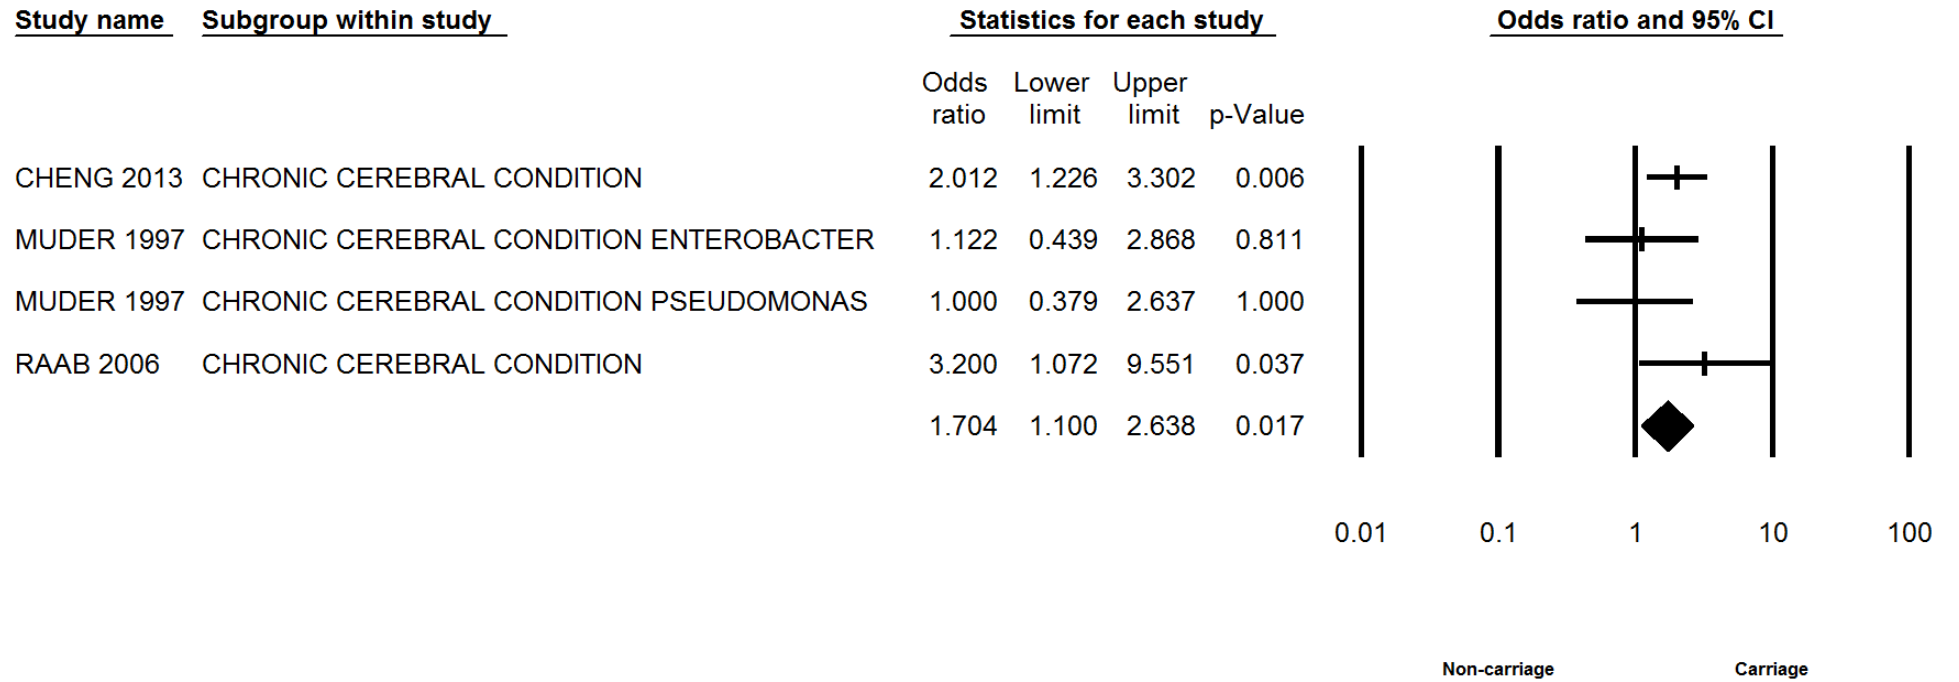 Study name Subgroup within study Statistics for each study Odds ratio and 95% CI
Odds Lower Upper
ratio limit limit p-Value
CHENG 2013 CHRONIC CEREBRAL CONDITION 2.012 1.226 3.302 0.006
MUDER 1997 CHRONIC CEREBRAL CONDITION ENTEROBACTER 1.122 0.439 2.868 0.811
MUDER 1997 CHRONIC CEREBRAL CONDITION PSEUDOMONAS 1.000 0.379 2.637 1.000
RAAB 2006 CHRONIC CEREBRAL CONDITION 3.200 1.072 9.551 0.037
1.704 1.100 2.638 0.017
0.01 0.1 1 10 100
Non-carriage Carriage